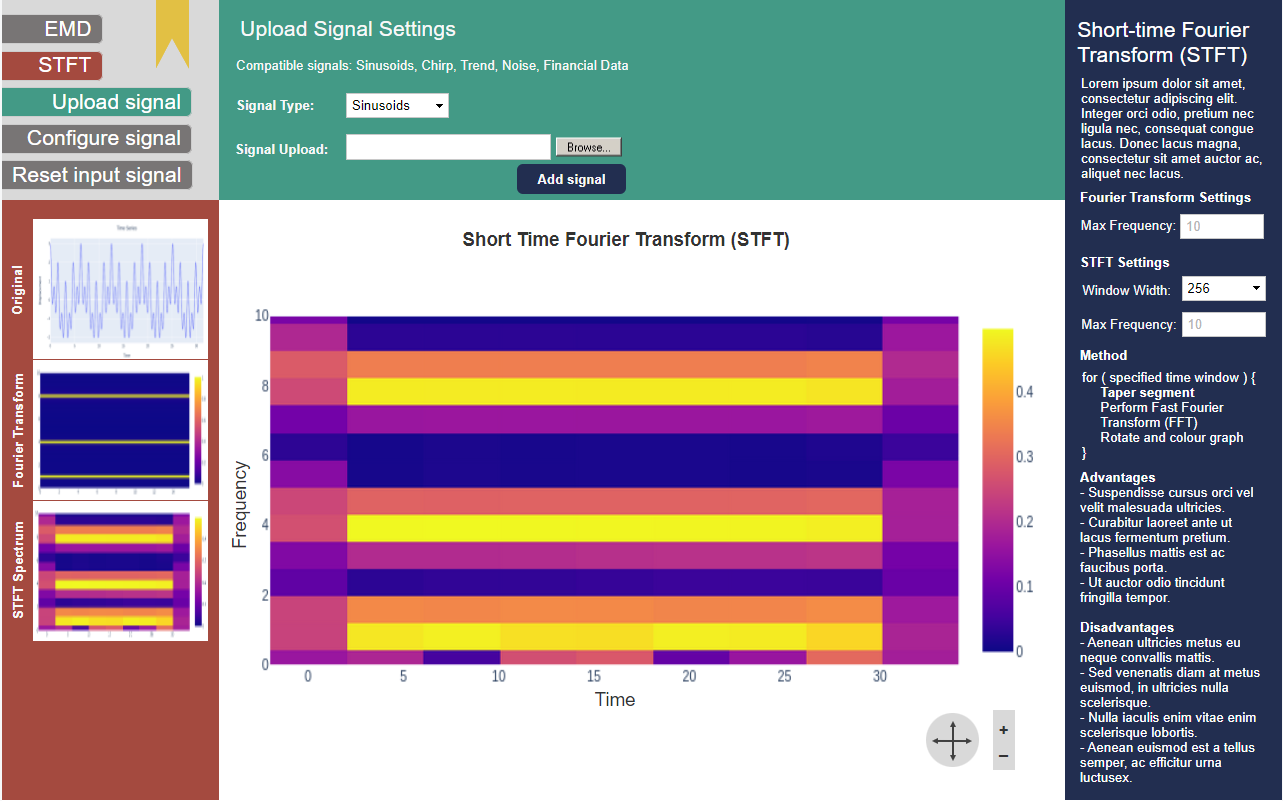 EMD
STFT
Upload signal
Configure signal
Reset input signal
Upload Signal Settings
Compatible signals: Sinusoids, Chirp, Trend, Noise, Financial Data
Signal Type:
Sinusoids
Signal Upload:
Browse...
Add signal
Original
Time Series
Time
Fourier Transform
STFT Spectrum
Short Time Fourier Transform (STFT)
Frequency
10
8
6
4
2
0
0 5 10 15 20 25 30
Time
0.4
0.3
0.2
0.1
0
+
−
Short-time Fourier
Transform (STFT)
Lorem ipsum dolor sit amet,
consectetur adipiscing elit.
Integer orci odio, pretium nec
ligula nec, consequat congue
lacus. Donec lacus magna,
consectetur sit amet auctor ac,
aliquet nec lacus.
Fourier Transform Settings
Max Frequency: 10
STFT Settings
Window Width: 256
Max Frequency: 10
Method
for ( specified time window ) {
Taper segment
Perform Fast Fourier
Transform (FFT)
Rotate and colour graph
}
Advantages
- Suspendisse cursus orci vel
velit malesuada ultricies.
- Curabitur laoreet ante ut
lacus fermentum pretium.
- Phasellus mattis est ac
faucibus porta.
- Ut auctor odio tincidunt
fringilla tempor.
Disadvantages
- Aenean ultricies metus eu
neque convallis mattis.
- Sed venenatis diam at metus
euismod, in ultricies nulla
scelerisque.
- Nulla iaculis enim vitae enim
scelerisque lobortis.
- Aenean euismod est a tellus
semper, ac efficitur urna
luctusex.